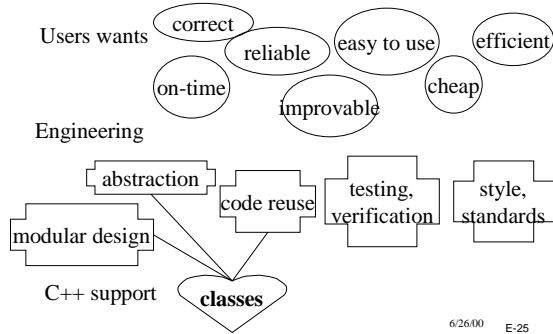 Users wants
correct
reliable
easy to use
efficient
on-time
improvable
cheap
Engineering
abstraction
code reuse
testing,
verification
style,
standards
modular design
C++ support
classes
6/26/00
E-25